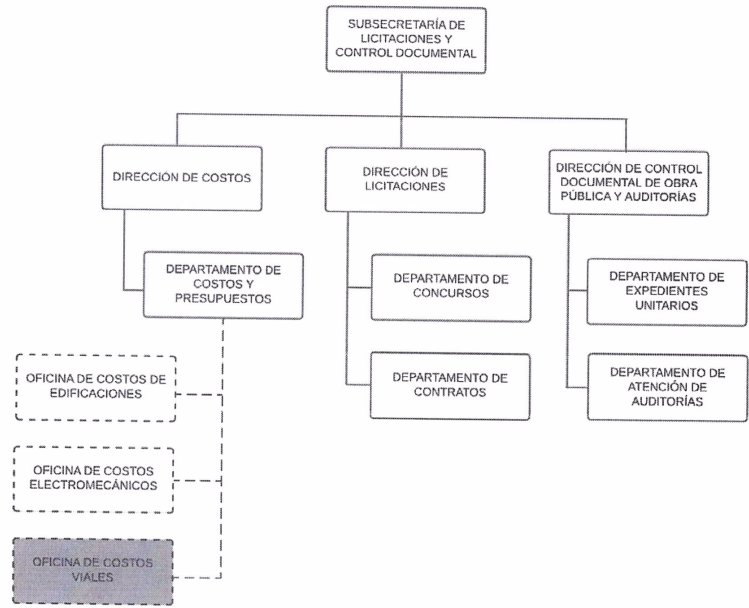 SUBSECRETARÍA DE
LICITACIONES Y
CONTROL DOCUMENTAL
DIRECCIÓN DE COSTOS
DIRECCIÓN DE
LICITACIONES
DIRECCIÓN DE CONTROL
DOCUMENTAL DE OBRA
PÚBLICA Y AUDITORÍAS
DEPARTAMENTO DE
COSTOS Y
PRESUPUESTOS
DEPARTAMENTO DE
CONCURSOS
DEPARTAMENTO DE
EXPEDIENTES
UNITARIOS
OFICINA DE COSTOS DE
EDIFICACIONES
DEPARTAMENTO DE
CONTRATOS
DEPARTAMENTO DE
ATENCIÓN DE
AUDITORÍAS
OFICINA DE COSTOS
ELECTROMECÁNICOS
OFICINA DE COSTOS
VIALES